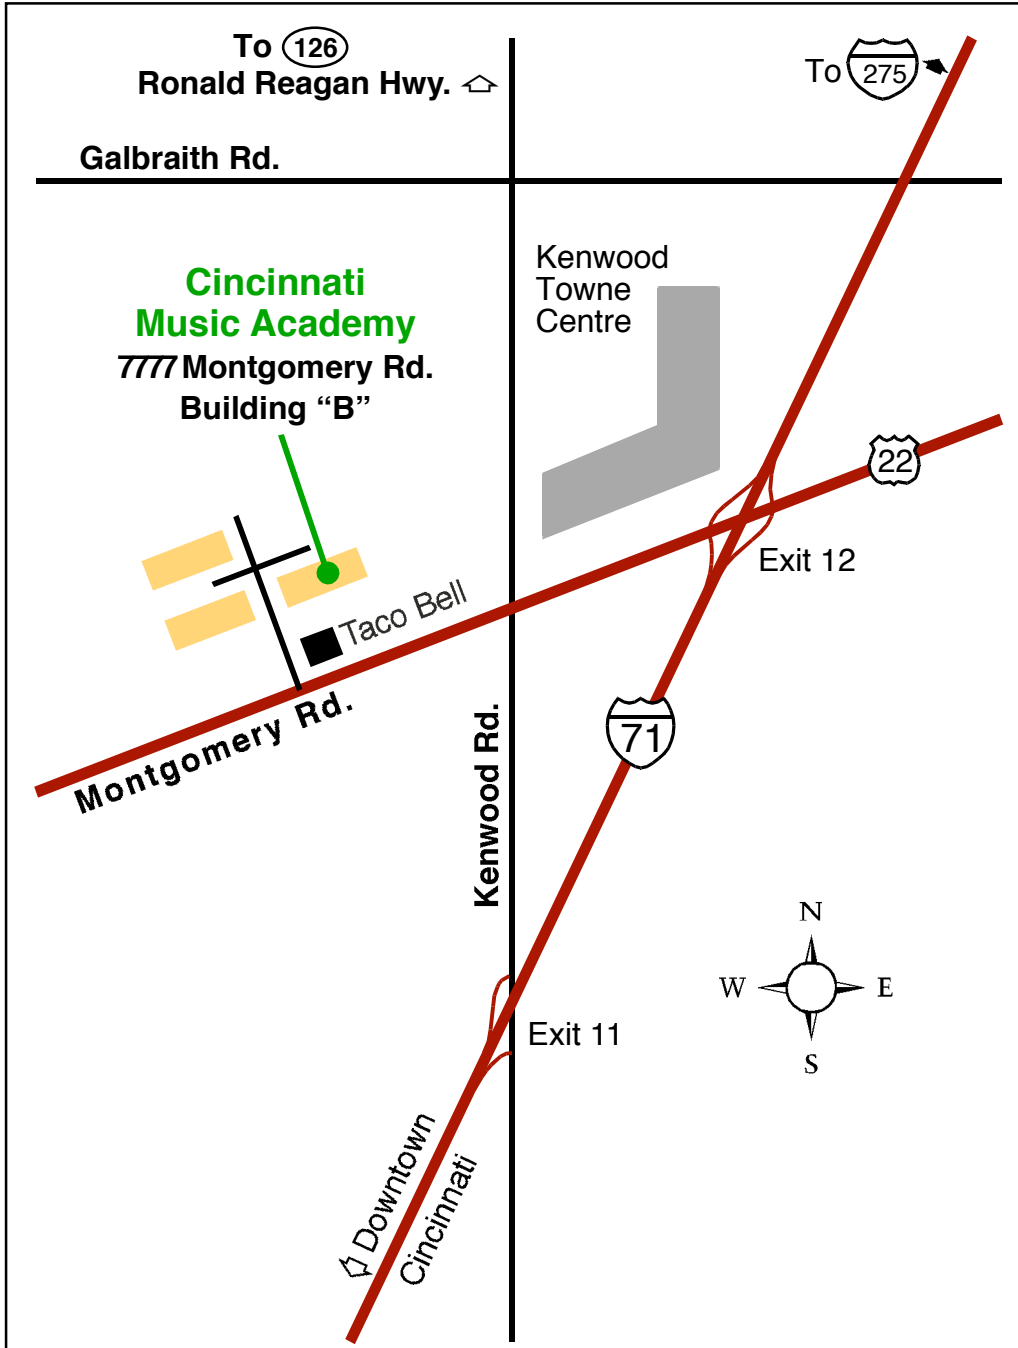 To 126
Ronald Reagan Hwy.
To 275
Galbraith Rd.
Kenwood
Towne
Centre
Cincinnati
Music Academy
7777 Montgomery Rd.
Building “B”
22
Exit 12
Taco Bell
Montgomery Rd.
Kenwood Rd.
71
N
W E
S
Exit 11
Downtown
Cincinnati